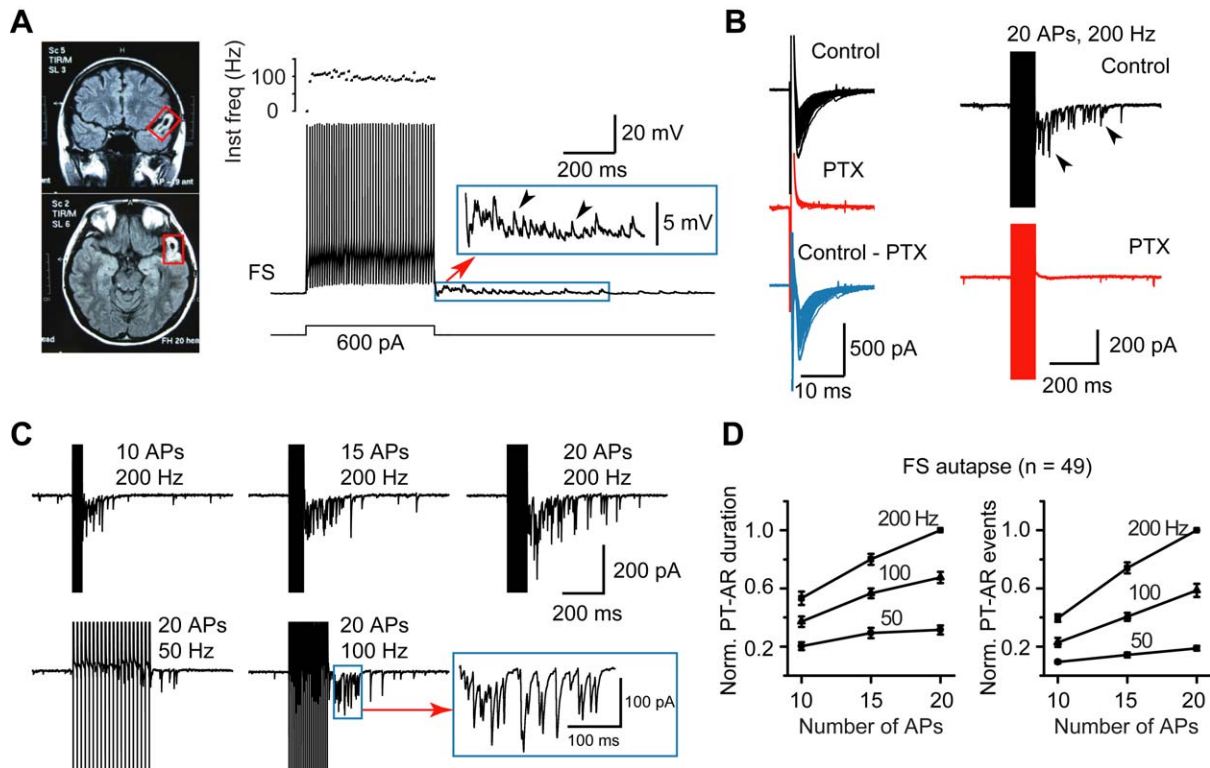 A
Sc 5
TIR/M
SL 3
H
Sc 2
TIR/M
SL 6
A
FH 20 hea
ead
Inst freq (Hz)
100
0
20 mV
200 ms
5 mV
FS
600 pA
B
Control
PTX
Control - PTX
500 pA
10 ms
20 APs, 200 Hz
Control
PTX
200 pA
200 ms
C
10 APs
200 Hz
15 APs
200 Hz
20 APs
200 Hz
200 pA
200 ms
20 APs
50 Hz
20 APs
100 Hz
100 pA
100 ms
D
FS autapse (n = 49)
Norm. PT-AR duration
1.0
0.6
0.2
200 Hz
100
50
10 15 20
Number of APs
Norm. PT-AR events
1.0
0.6
0.2
200 Hz
100
50
10 15 20
Number of APs